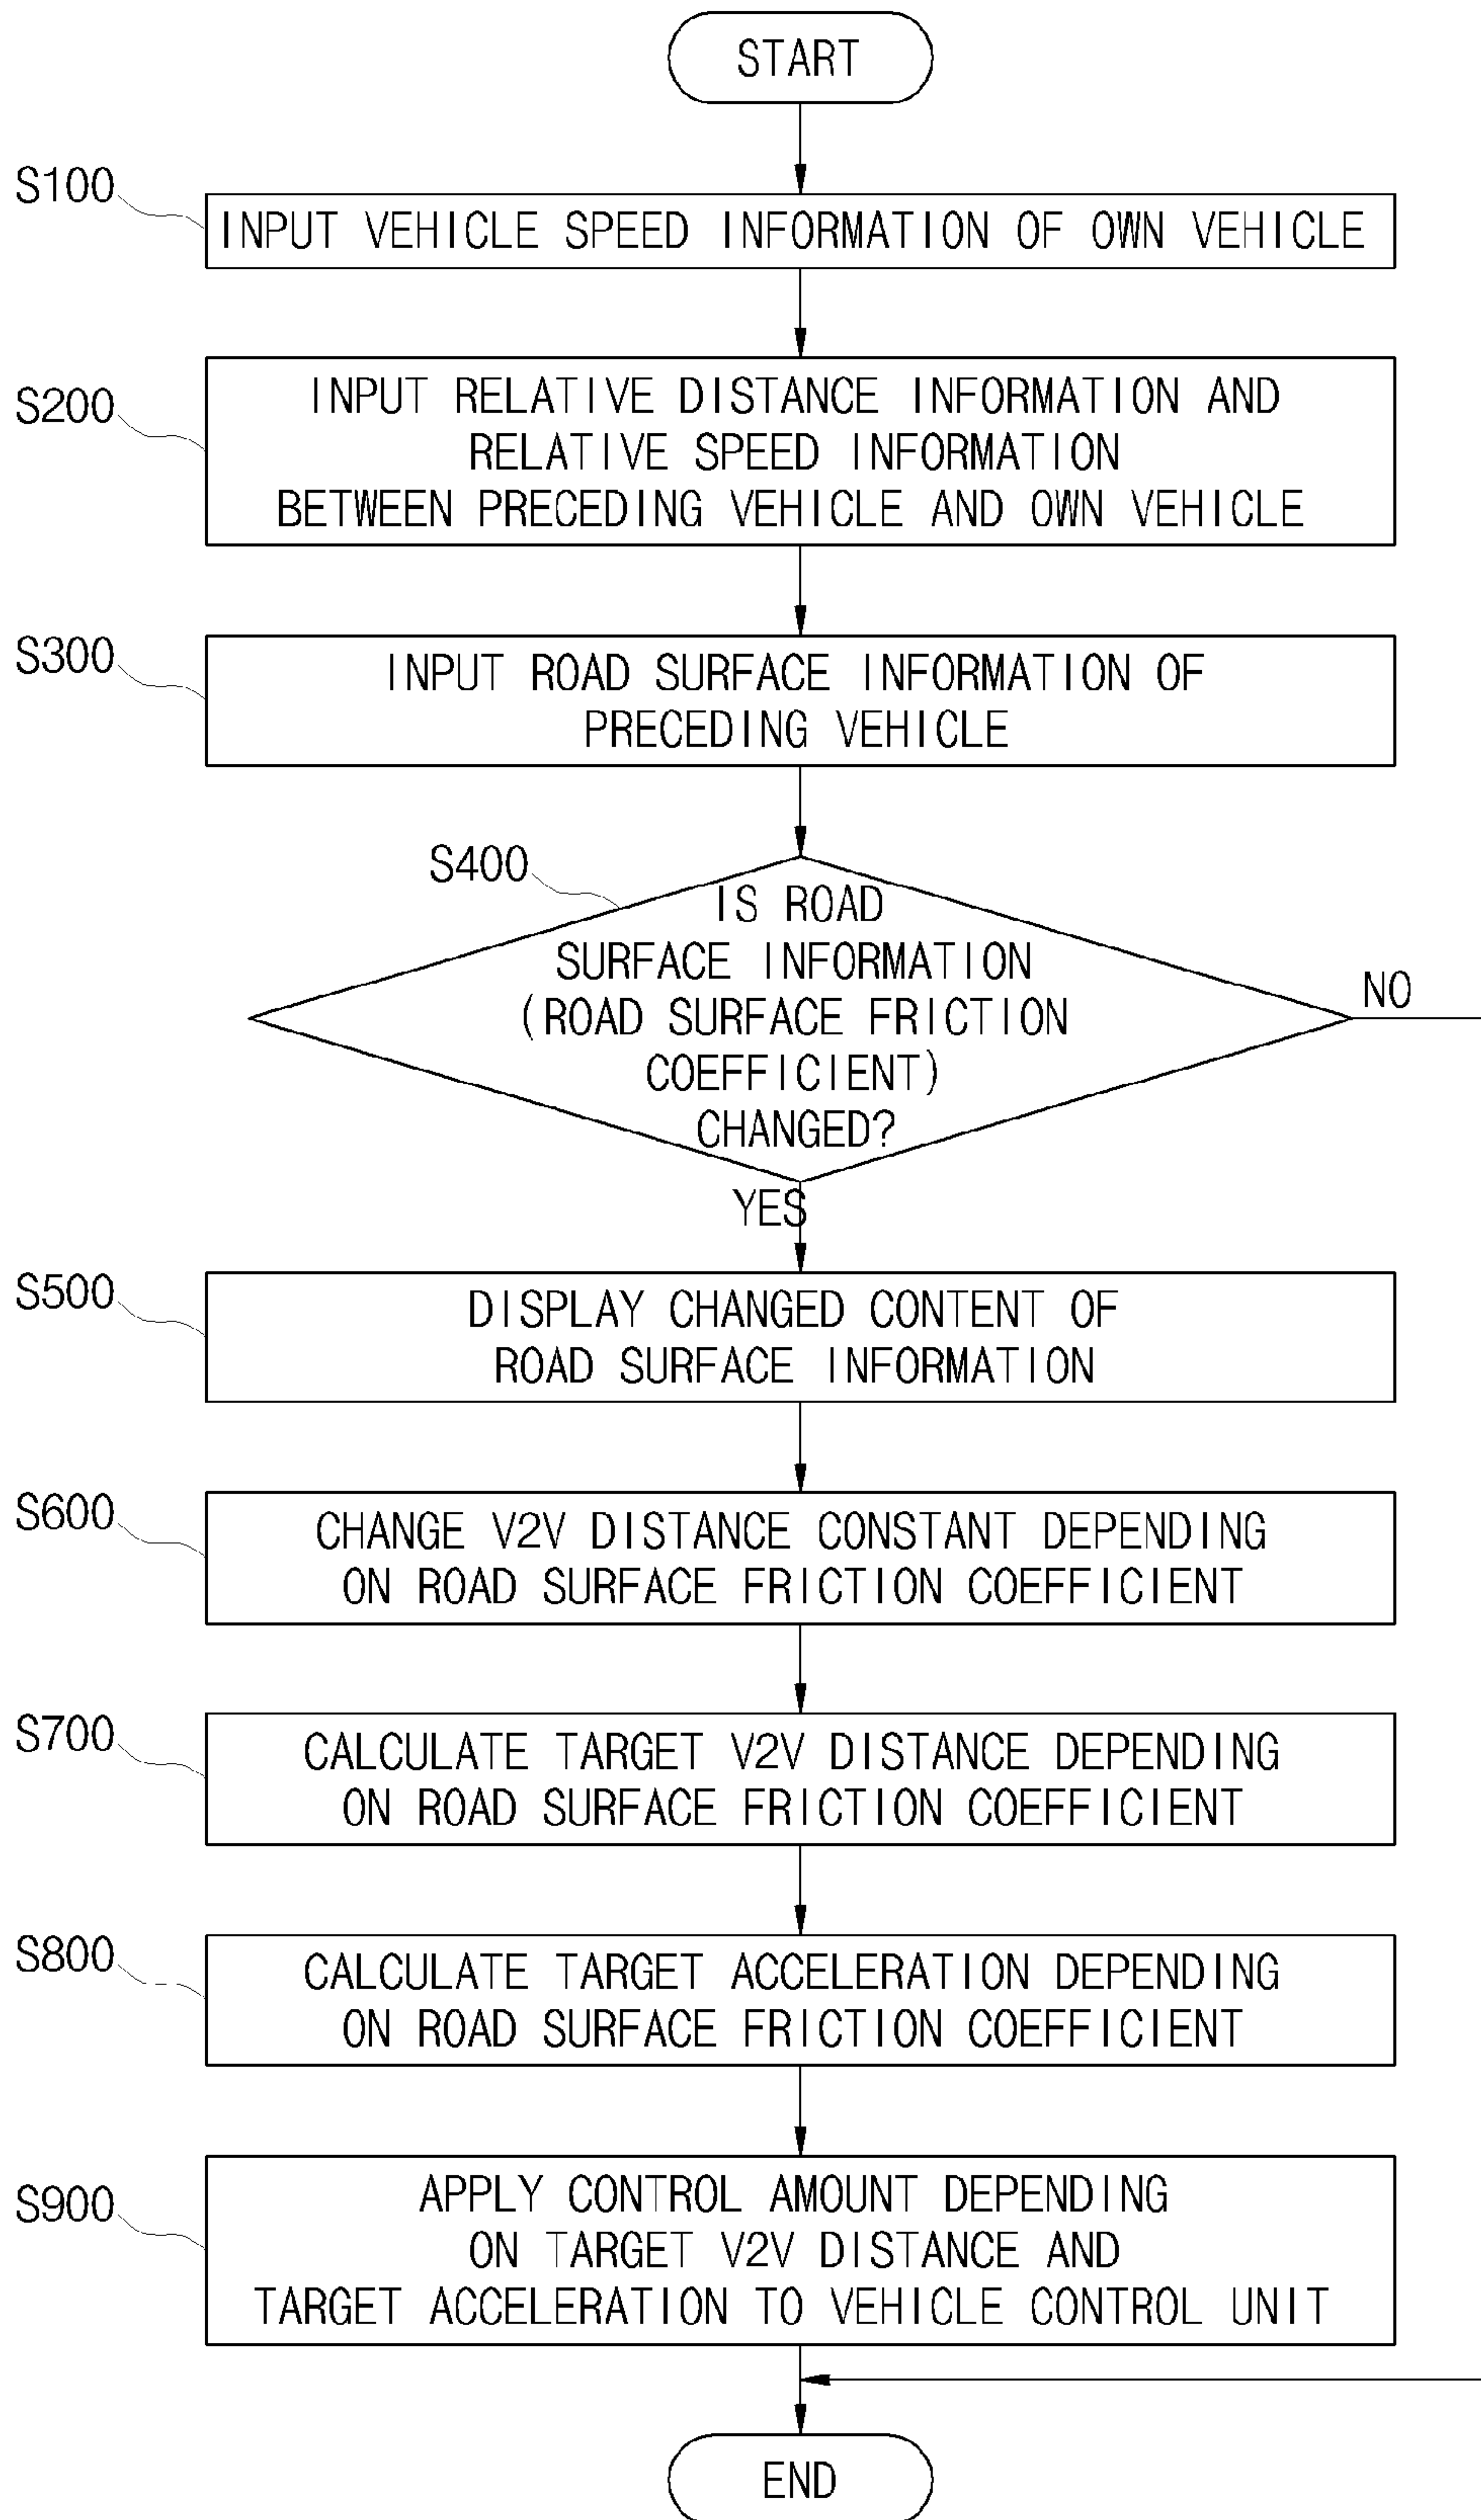 START
S100
INPUT VEHICLE SPEED INFORMATION OF OWN VEHICLE
S200
INPUT RELATIVE DISTANCE INFORMATION AND
RELATIVE SPEED INFORMATION
BETWEEN PRECEDING VEHICLE AND OWN VEHICLE
S300
INPUT ROAD SURFACE INFORMATION OF
PRECEDING VEHICLE
S400
IS ROAD
SURFACE INFORMATION
(ROAD SURFACE FRICTION
COEFFICIENT)
CHANGED?
NO
YES
S500
DISPLAY CHANGED CONTENT OF
ROAD SURFACE INFORMATION
S600
CHANGE V2V DISTANCE CONSTANT DEPENDING
ON ROAD SURFACE FRICTION COEFFICIENT
S700
CALCULATE TARGET V2V DISTANCE DEPENDING
ON ROAD SURFACE FRICTION COEFFICIENT
S800
CALCULATE TARGET ACCELERATION DEPENDING
ON ROAD SURFACE FRICTION COEFFICIENT
S900
APPLY CONTROL AMOUNT DEPENDING
ON TARGET V2V DISTANCE AND
TARGET ACCELERATION TO VEHICLE CONTROL UNIT
END